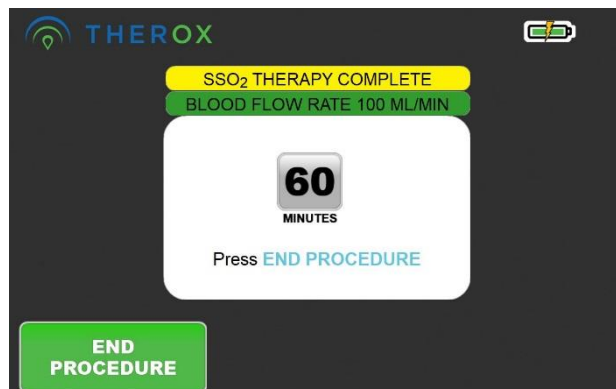 THEROX
SSO₂ THERAPY COMPLETE
BLOOD FLOW RATE 100 ML/MIN
60
MINUTES
Press END PROCEDURE
END
PROCEDURE